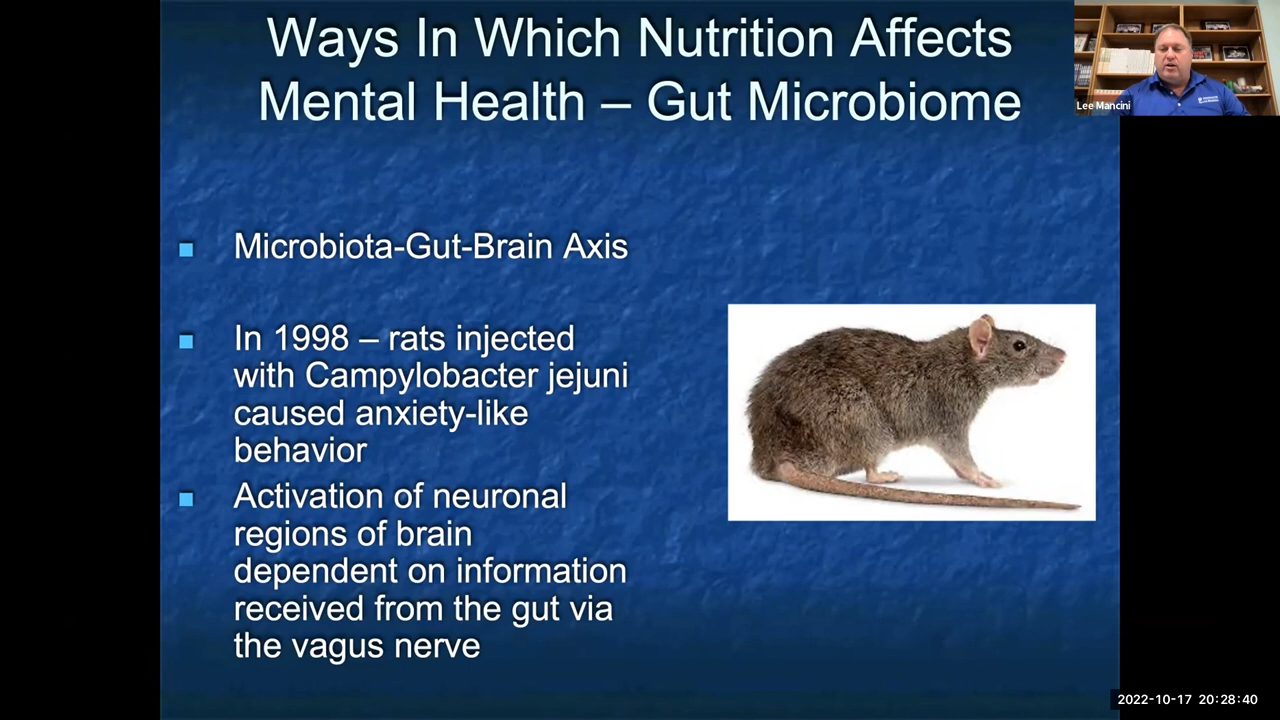 Ways In Which Nutrition Affects
Mental Health – Gut Microbiome
Lee Mancini
Microbiota-Gut-Brain Axis
In 1998 – rats injected
with Campylobacter jejuni
caused anxiety-like
behavior
Activation of neuronal
regions of brain
dependent on information
received from the gut via
the vagus nerve
2022-10-17 20:28:40